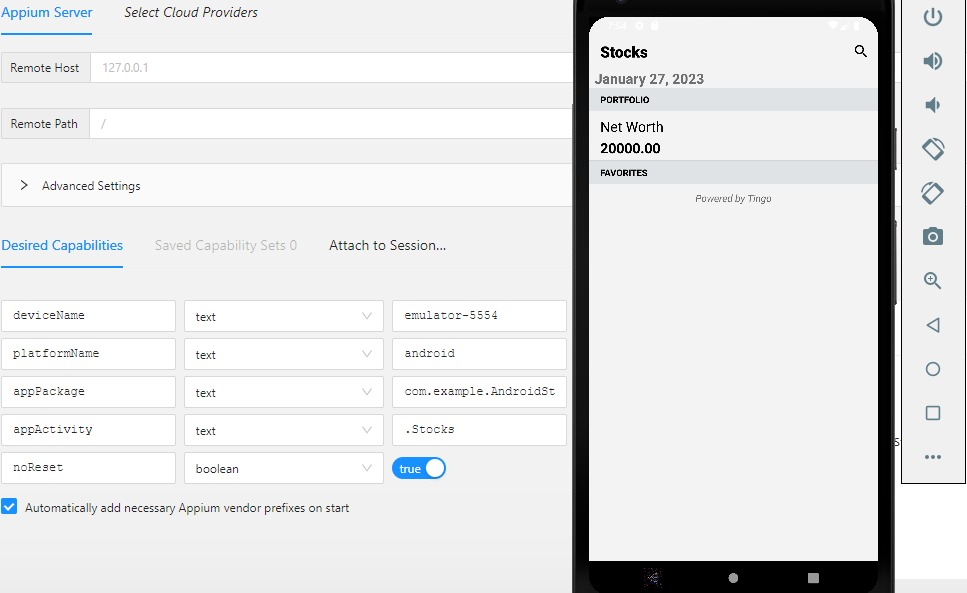 Appium Server
Select Cloud Providers
Remote Host
127.0.0.1
Remote Path
/
Advanced Settings
Desired Capabilities
Saved Capability Sets 0
Attach to Session...
deviceName
text
emulator-5554
platformName
text
android
appPackage
text
com.example.AndroidSt
appActivity
text
.Stocks
noReset
boolean
true
Automatically add necessary Appium vendor prefixes on start
Stocks
January 27, 2023
PORTFOLIO
Net Worth
20000.00
FAVORITES
Powered by Tingo